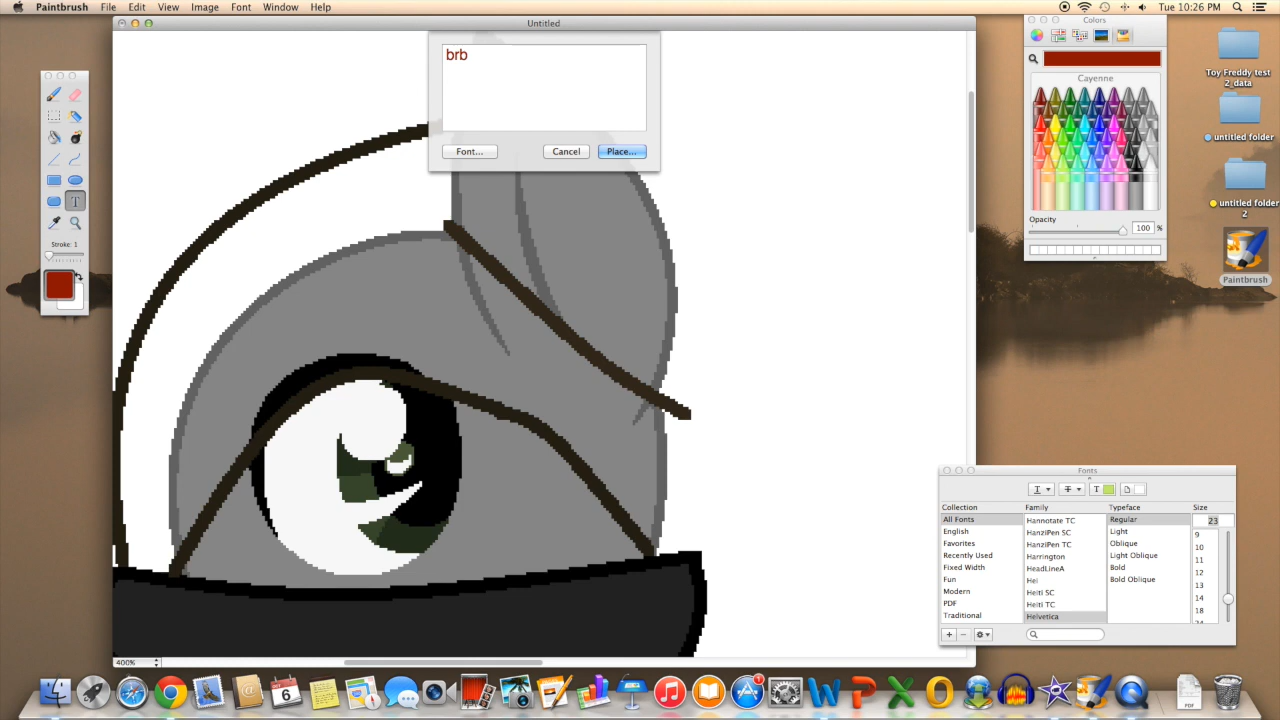 Paintbrush File Edit View Image Font Window Help Tue 10:26 PM
Untitled
brb
Font... Cancel Place...
Stroke: 1
400%
Colors
Cayenne
Opacity
100 %
Toy Freddy test 2_data
untitled folder
untitled folder 2
Paintbrush
Fonts
Collection Family Typeface Size
All Fonts Hannotate TC Regular 23
English HanziPen SC Light 9
Favorites HanziPen TC Oblique 10
Recently Used Harrington Light Oblique 11
Fixed Width HeadLineA Bold 12
Fun Hei Bold Oblique 13
Modern Heiti SC 14
PDF Heiti TC 18
Traditional Helvetica 24
OCT 6
PDF